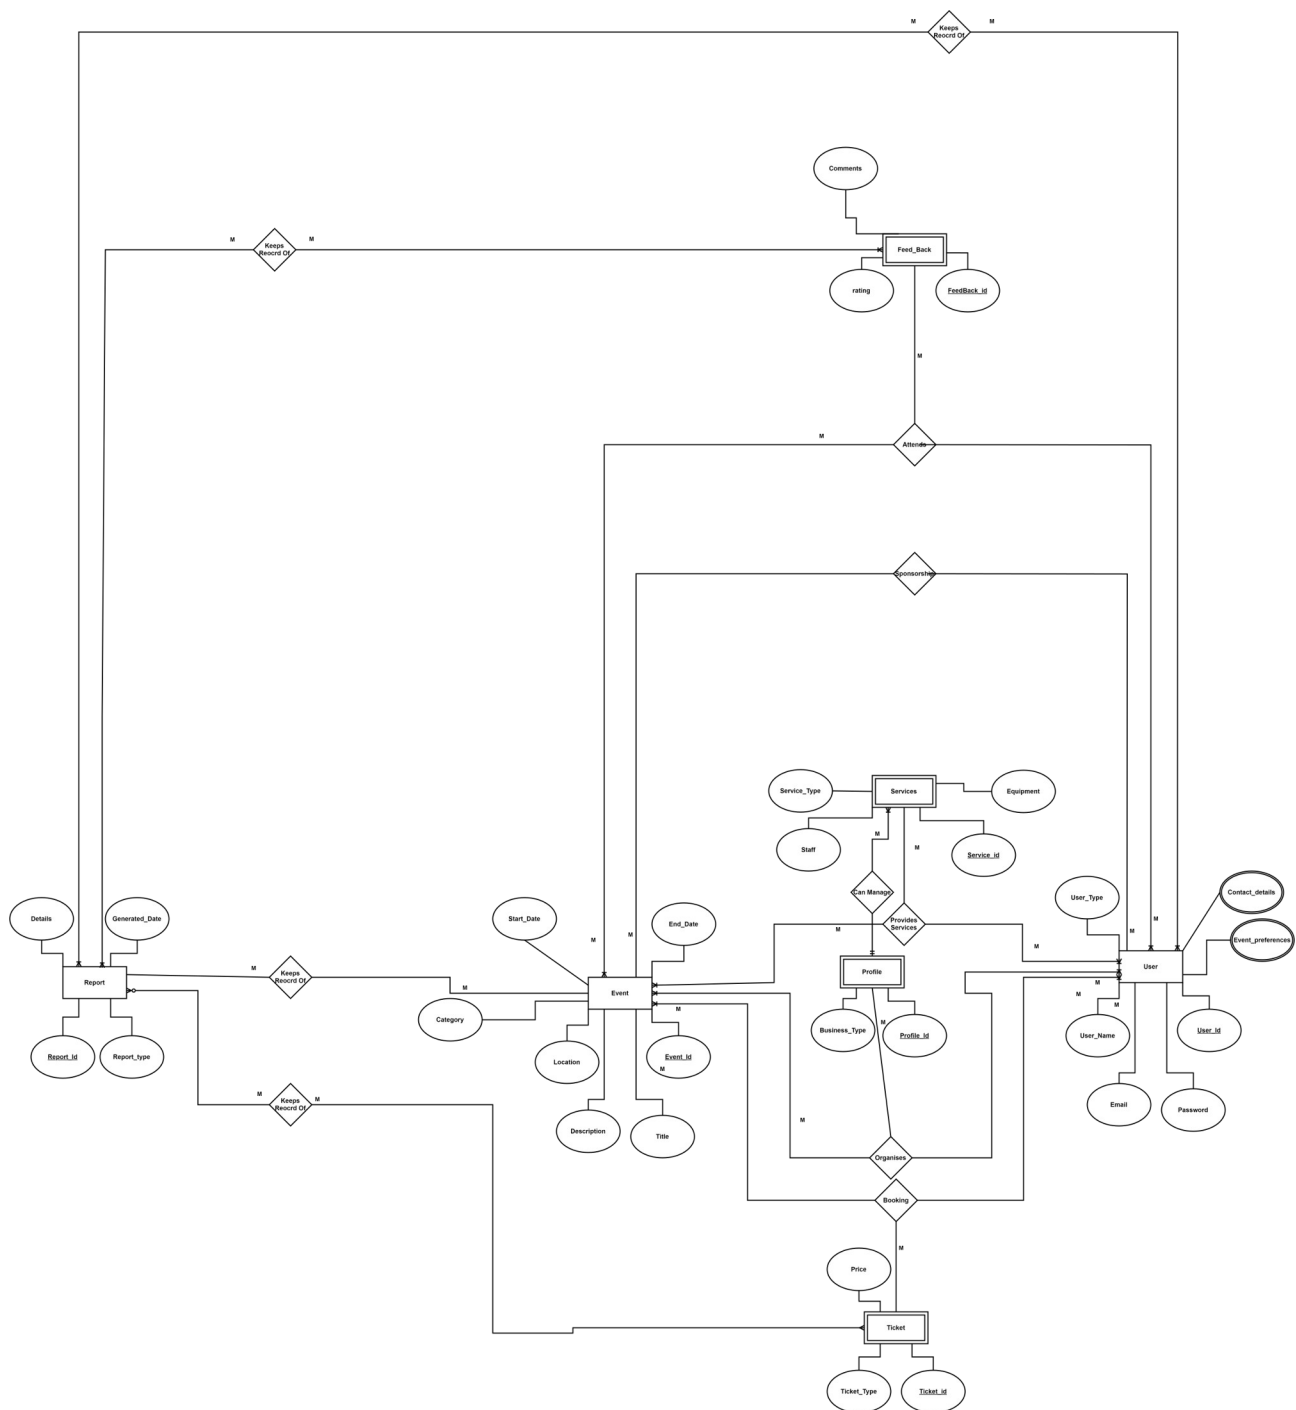 M
Keeps
Reocrd Of
M
Comments
M
Keeps
Reocrd Of
M
Feed_Back
rating
FeedBack_id
M
M
Attends
Sponsorship
Service_Type
Services
Equipment
M
M
Staff
Service_id
Can Manage
Details
Generated_Date
Start_Date
End_Date
Provides
Services
User_Type
Contact_details
M
M
M
M
M
M
Event_preferences
M
Keeps
Reocrd Of
Report
M
Event
Profile
User
M
M
M
M
M
Category
Business_Type
Profile_Id
User_Name
User_Id
Report_Id
Report_type
Location
Event_Id
M
M
Keeps
Reocrd Of
M
Email
Password
M
Description
Title
Organises
Booking
M
Price
Ticket
Ticket_Type
Ticket_id